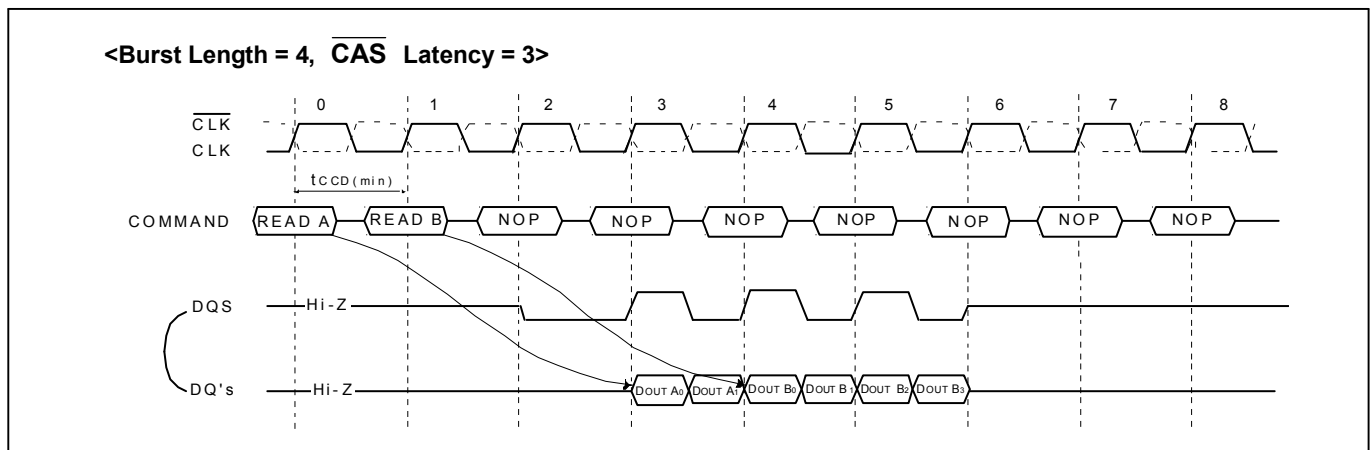 <Burst Length = 4, CAS Latency = 3>
0 1 2 3 4 5 6 7 8
CLK
CLK
tCCD(min)
COMMAND READ A READ B NOP NOP NOP NOP NOP NOP NOP
DQS Hi-Z
DQ's Hi-Z DOUT A0 DOUT A1 DOUT B0 DOUT B1 DOUT B2 DOUT B3